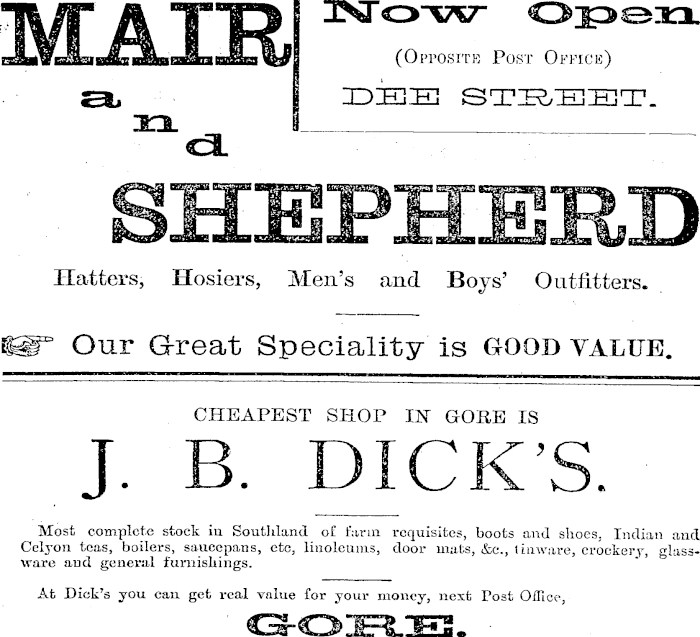 MAIR
and
SHEPHERD
Now Open
(OPPOSITE POST OFFICE)
DEE STREET.
Hatters, Hosiers, Men's and Boys' Outfitters.
Our Great Speciality is GOOD VALUE.
CHEAPEST SHOP IN GORE IS
J. B. DICK'S.
Most complete stock in Southland of farm requisites, boots and shoes, Indian and
Celyon teas, boilers, saucepans, etc, linoleums, door mats, &c., tinware, crockery, glass-
ware and general furnishings.
At Dick's you can get real value for your money, next Post Office,
GORE.